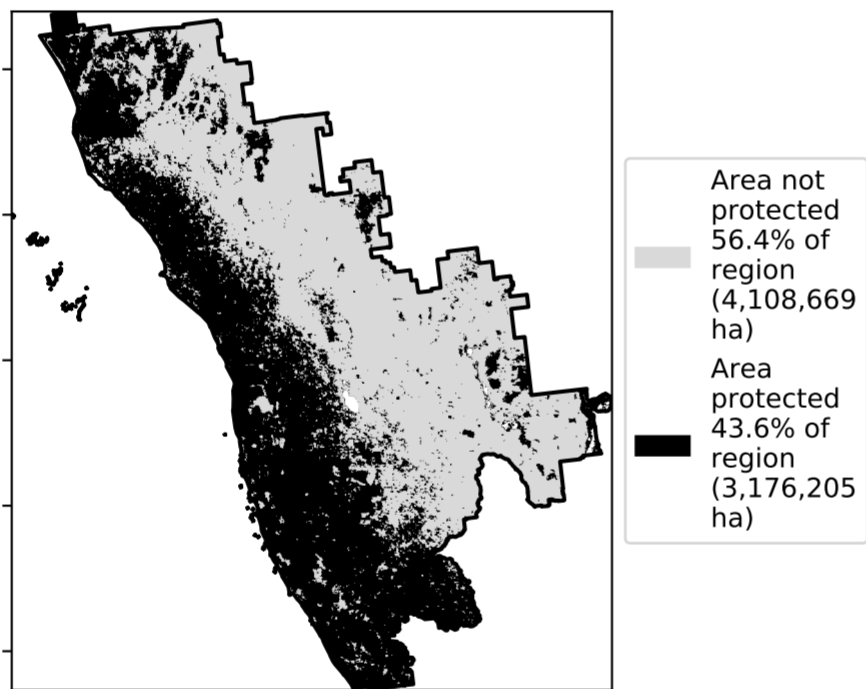 Area not
protected
56.4% of
region
(4,108,669
ha)
Area
protected
43.6% of
region
(3,176,205
ha)